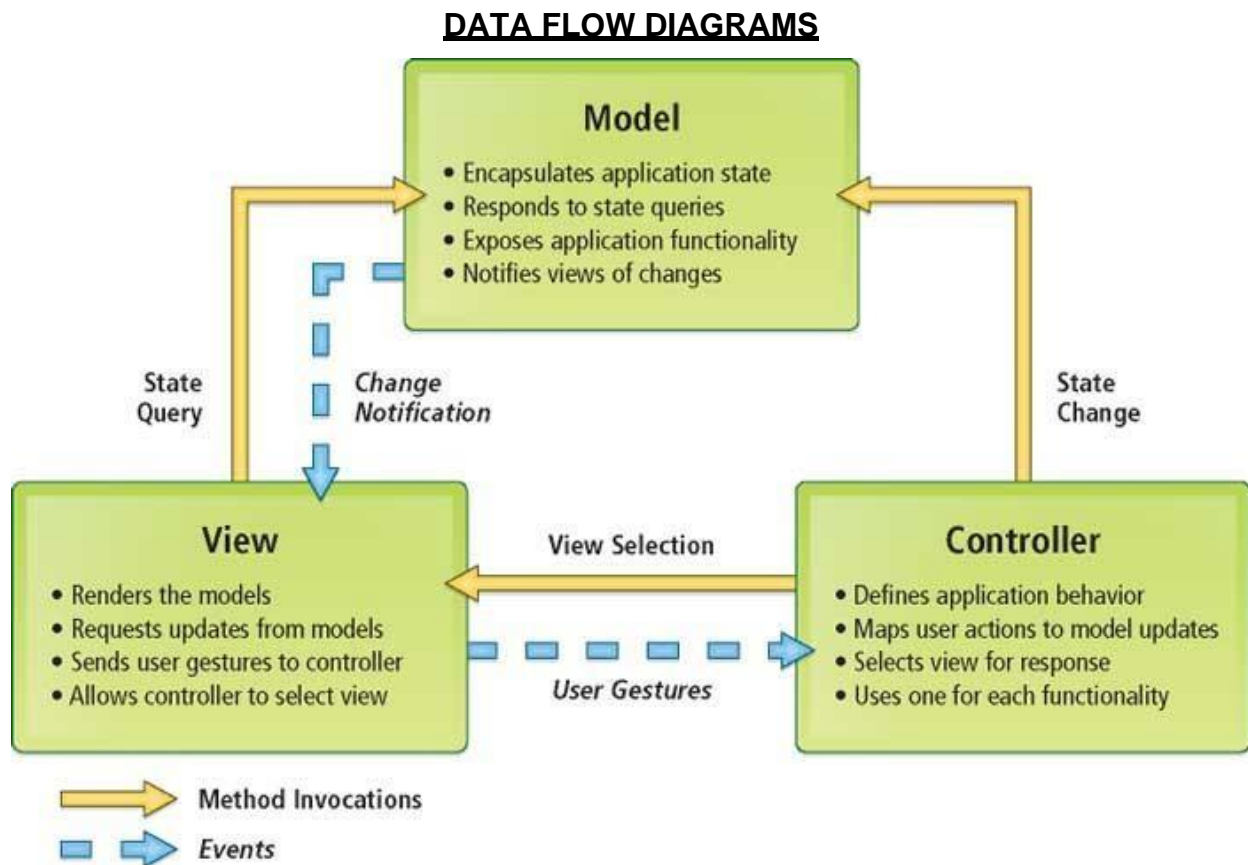 DATA FLOW DIAGRAMS
Model
• Encapsulates application state
• Responds to state queries
• Exposes application functionality
• Notifies views of changes
State
Query
Change
Notification
State
Change
View
• Renders the models
• Requests updates from models
• Sends user gestures to controller
• Allows controller to select view
View Selection
User Gestures
Controller
• Defines application behavior
• Maps user actions to model updates
• Selects view for response
• Uses one for each functionality
Method Invocations
Events